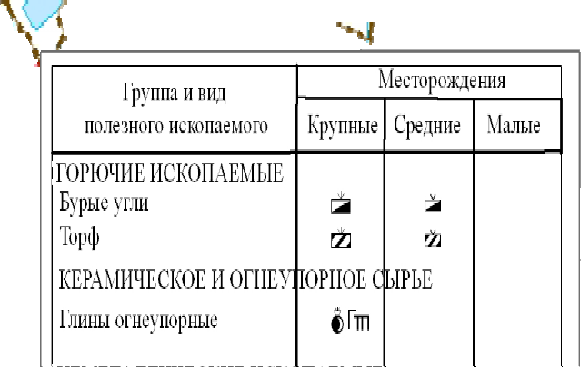 Группа и вид
полезного ископаемого
Месторождения
Крупные Средние Малые
ГОРЮЧИЕ ИСКОПАЕМЫЕ
Бурые угли
Торф
КЕРАМИЧЕСКОЕ И ОГНЕУПОРНОЕ СЫРЬЕ
Глины огнеупорные